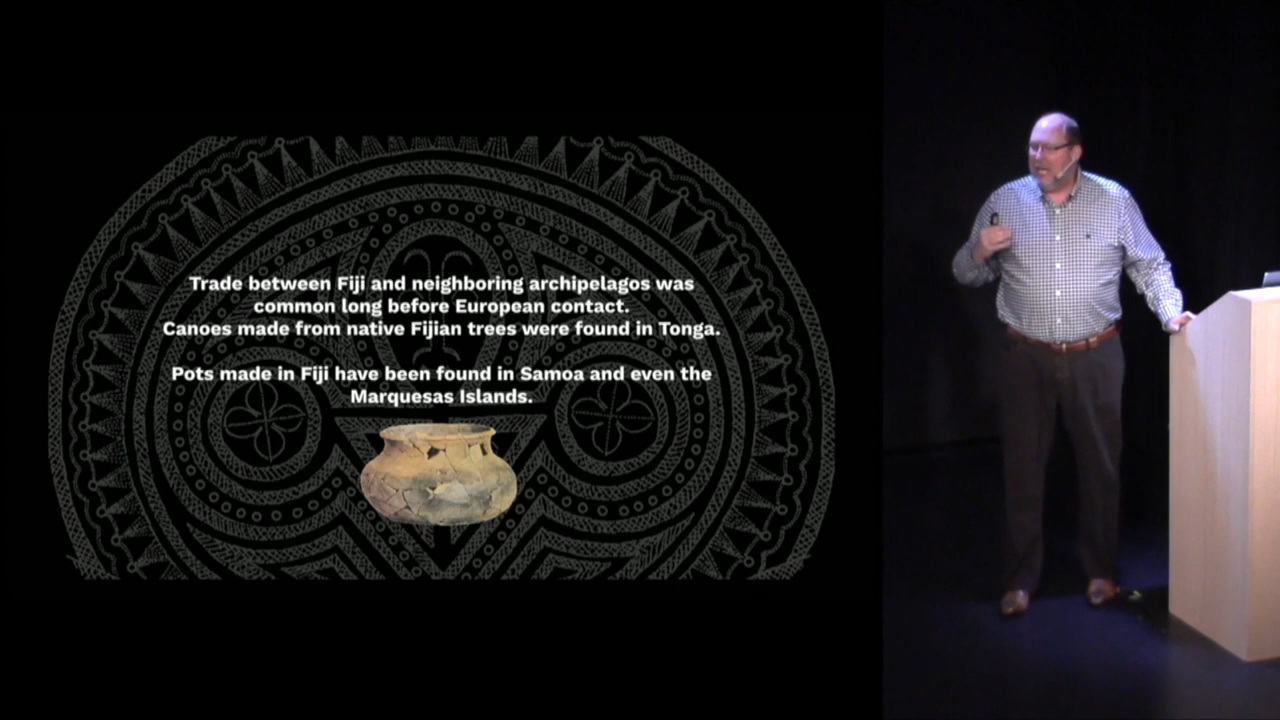 Trade between Fiji and neighboring archipelagos was
common long before European contact.
Canoes made from native Fijian trees were found in Tonga.
Pots made in Fiji have been found in Samoa and even the
Marquesas Islands.